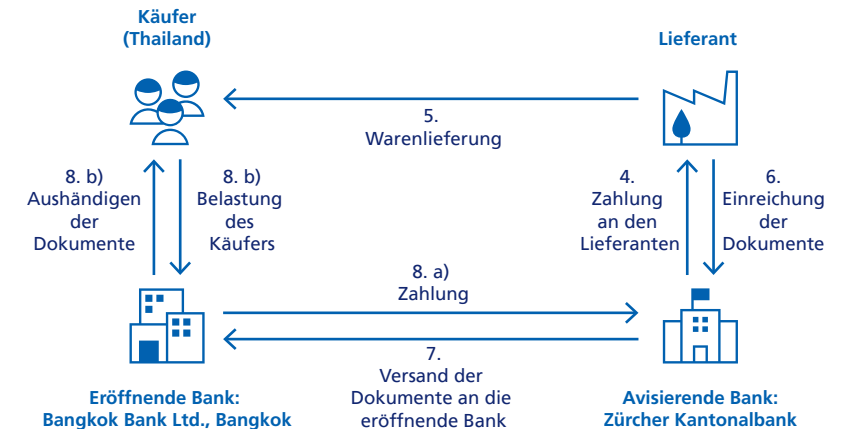 Käufer
(Thailand)
Lieferant
5.
Warenlieferung
8. b)
Aushändigen
der
Dokumente
8. b)
Belastung
des
Käufers
4.
Zahlung
an den
Lieferanten
6.
Einreichung
der
Dokumente
8. a)
Zahlung
7.
Versand der
Dokumente an die
eröffnende Bank
Eröffnende Bank:
Bangkok Bank Ltd., Bangkok
Avisierende Bank:
Zürcher Kantonalbank